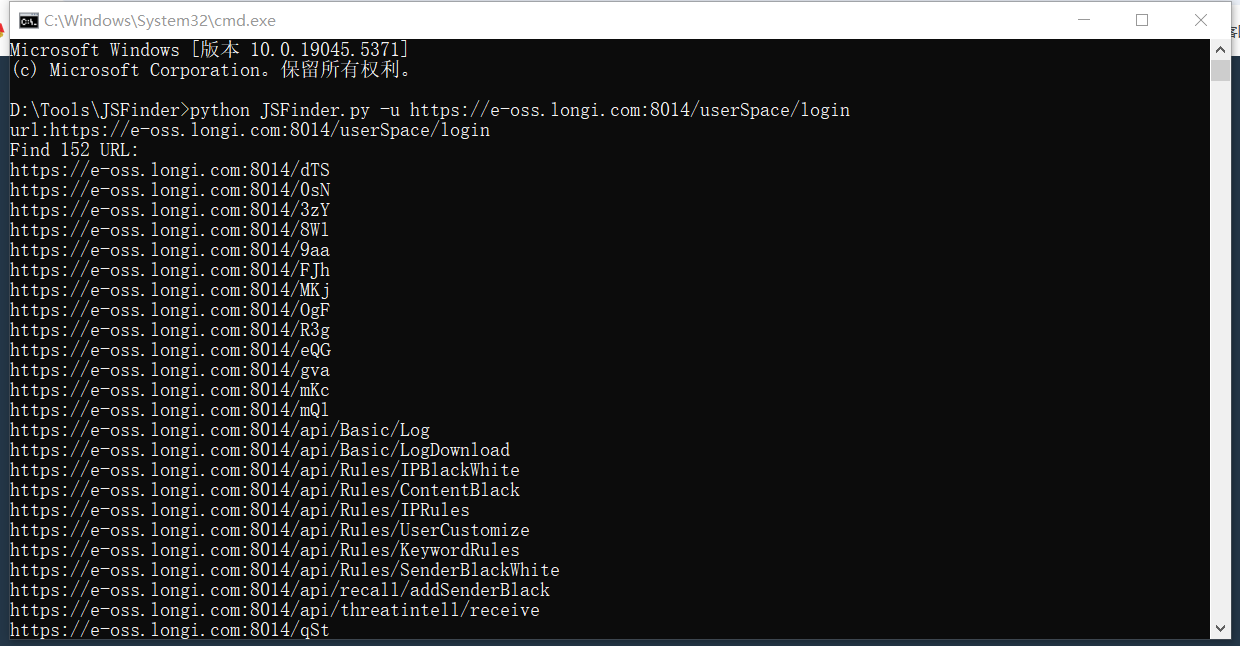 C:\Windows\System32\cmd.exe
Microsoft Windows [版本 10.0.19045.5371]
(c) Microsoft Corporation。保留所有权利。
D:\Tools\JSFinder>python JSFinder.py -u https://e-oss.longi.com:8014/userSpace/login
url:https://e-oss.longi.com:8014/userSpace/login
Find 152 URL:
https://e-oss.longi.com:8014/dTS
https://e-oss.longi.com:8014/0sN
https://e-oss.longi.com:8014/3zY
https://e-oss.longi.com:8014/8Wl
https://e-oss.longi.com:8014/9aa
https://e-oss.longi.com:8014/FJh
https://e-oss.longi.com:8014/MKj
https://e-oss.longi.com:8014/OgF
https://e-oss.longi.com:8014/R3g
https://e-oss.longi.com:8014/eQG
https://e-oss.longi.com:8014/gva
https://e-oss.longi.com:8014/mKc
https://e-oss.longi.com:8014/mQl
https://e-oss.longi.com:8014/api/Basic/Log
https://e-oss.longi.com:8014/api/Basic/LogDownload
https://e-oss.longi.com:8014/api/Rules/IPBlackWhite
https://e-oss.longi.com:8014/api/Rules/ContentBlack
https://e-oss.longi.com:8014/api/Rules/IPRules
https://e-oss.longi.com:8014/api/Rules/UserCustomize
https://e-oss.longi.com:8014/api/Rules/KeywordRules
https://e-oss.longi.com:8014/api/Rules/SenderBlackWhite
https://e-oss.longi.com:8014/api/recall/addSenderBlack
https://e-oss.longi.com:8014/api/threatintell/receive
https://e-oss.longi.com:8014/qSt